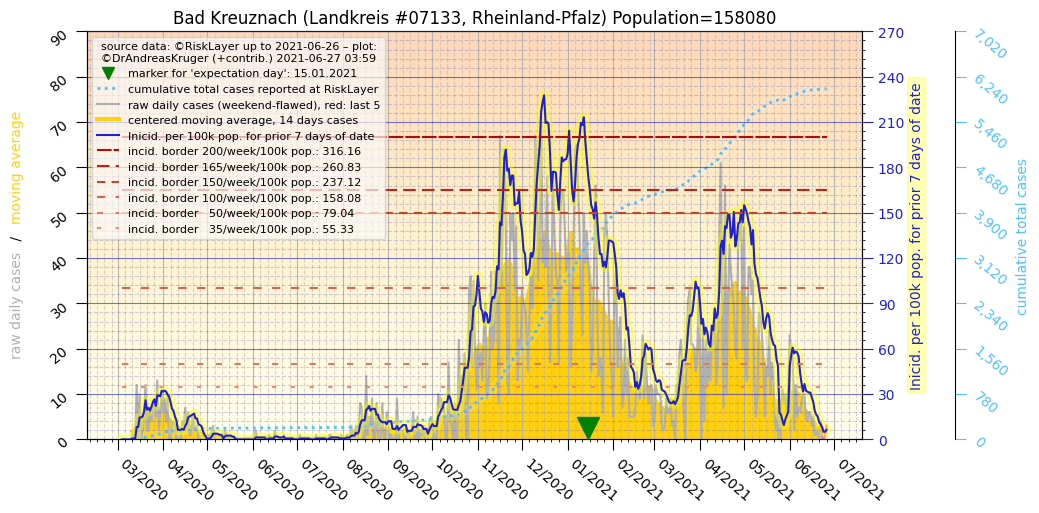 Bad Kreuznach (Landkreis #07133, Rheinland-Pfalz) Population=158080
source data: ©RiskLayer up to 2021-06-26 – plot:
©DrAndreasKruger (+contrib.) 2021-06-27 03:59
marker for 'expectation day': 15.01.2021
cumulative total cases reported at RiskLayer
raw daily cases (weekend-flawed), red: last 5
centered moving average, 14 days cases
Inicid. per 100k pop. for prior 7 days of date
incid. border 200/week/100k pop.: 316.16
incid. border 165/week/100k pop.: 260.83
incid. border 150/week/100k pop.: 237.12
incid. border 100/week/100k pop.: 158.08
incid. border   50/week/100k pop.: 79.04
incid. border   35/week/100k pop.: 55.33
raw daily cases / moving average
90
80
70
60
50
40
30
20
10
0
03/2020
04/2020
05/2020
06/2020
07/2020
08/2020
09/2020
10/2020
11/2020
12/2020
01/2021
02/2021
03/2021
04/2021
05/2021
06/2021
07/2021
270
240
210
180
150
120
90
60
30
0
Inicid. per 100k pop. for prior 7 days of date
7,020
6,240
5,460
4,680
3,900
3,120
2,340
1,560
780
0
cumulative total cases